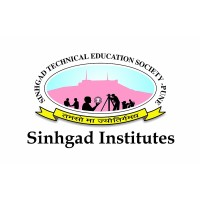 SINHGAD TECHNICAL EDUCATION SOCIETY - PUNE
तमसो मा ज्योतिर्गमय
Sinhgad Institutes